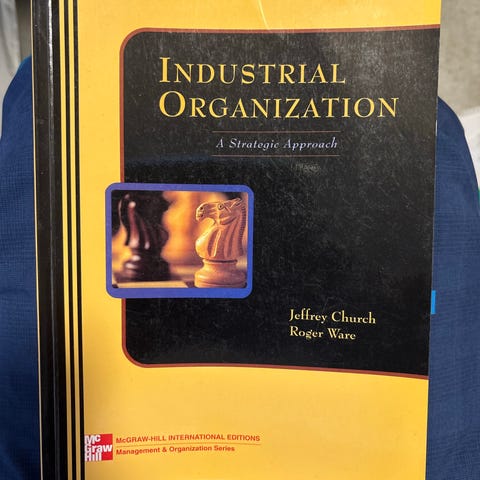 INDUSTRIAL
ORGANIZATION
A Strategic Approach
Jeffrey Church
Roger Ware
Mc
Graw
Hill
McGRAW-HILL INTERNATIONAL EDITIONS
Management & Organization Series